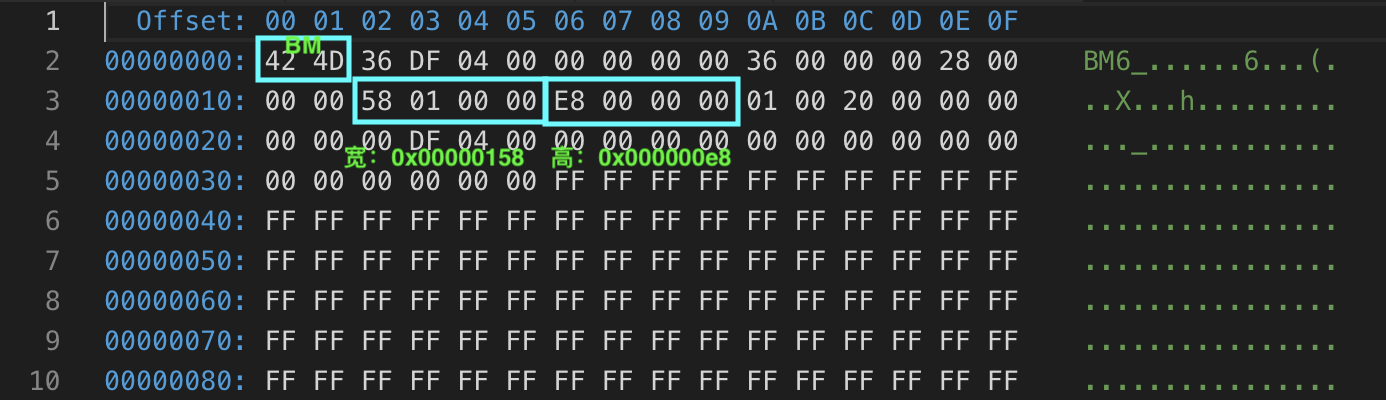 1 Offset: 00 01 02 03 04 05 06 07 08 09 0A 0B 0C 0D 0E 0F
BM
2 00000000: 42 4D 36 DF 04 00 00 00 00 00 36 00 00 00 28 00 BM6_......6...(.
3 00000010: 00 00 58 01 00 00 E8 00 00 00 01 00 20 00 00 00 ..X...h.........
4 00000020: 00 00 00 DF 04 00 00 00 00 00 00 00 00 00 00 00 ..._............
宽：0x00000158 高：0x000000e8
5 00000030: 00 00 00 00 00 00 FF FF FF FF FF FF FF FF FF FF ................
6 00000040: FF FF FF FF FF FF FF FF FF FF FF FF FF FF FF FF ................
7 00000050: FF FF FF FF FF FF FF FF FF FF FF FF FF FF FF FF ................
8 00000060: FF FF FF FF FF FF FF FF FF FF FF FF FF FF FF FF ................
9 00000070: FF FF FF FF FF FF FF FF FF FF FF FF FF FF FF FF ................
10 00000080: FF FF FF FF FF FF FF FF FF FF FF FF FF FF FF FF ................